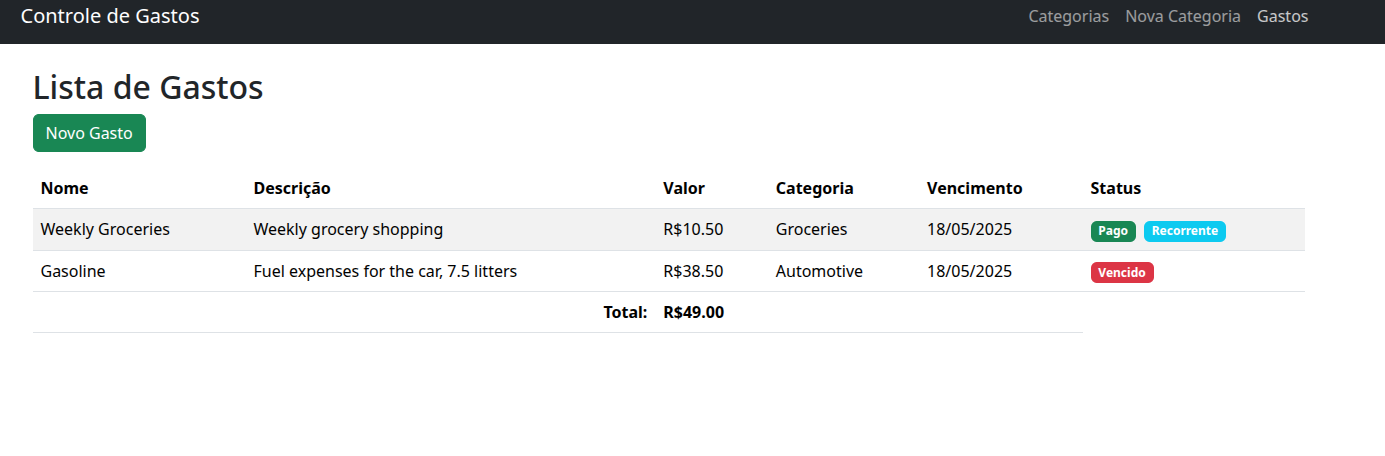 Controle de Gastos Categorias Nova Categoria Gastos
Lista de Gastos
Novo Gasto
Nome Descrição Valor Categoria Vencimento Status
Weekly Groceries Weekly grocery shopping R$10.50 Groceries 18/05/2025 Pago Recorrente
Gasoline Fuel expenses for the car, 7.5 litters R$38.50 Automotive 18/05/2025 Vencido
Total: R$49.00